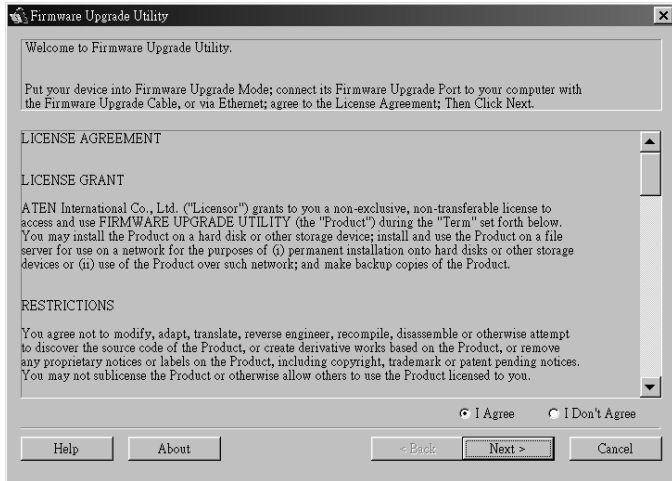 Firmware Upgrade Utility
Welcome to Firmware Upgrade Utility.
Put your device into Firmware Upgrade Mode; connect its Firmware Upgrade Port to your computer with
the Firmware Upgrade Cable, or via Ethernet; agree to the License Agreement; Then Click Next.
LICENSE AGREEMENT
LICENSE GRANT
ATEN International Co., Ltd. ("Licensor") grants to you a non-exclusive, non-transferable license to
access and use FIRMWARE UPGRADE UTILITY (the "Product") during the "Term" set forth below.
You may install the Product on a hard disk or other storage device; install and use the Product on a file
server for use on a network for the purposes of (i) permanent installation onto hard disks or other storage
devices or (ii) use of the Product over such network; and make backup copies of the Product.
RESTRICTIONS
You agree not to modify, adapt, translate, reverse engineer, recompile, disassemble or otherwise attempt
to discover the source code of the Product, or create derivative works based on the Product, or remove
any proprietary notices or labels on the Product, including copyright, trademark or patent pending notices.
You may not sublicense the Product or otherwise allow others to use the Product licensed to you.
I Agree I Don't Agree
Help About < Back Next > Cancel